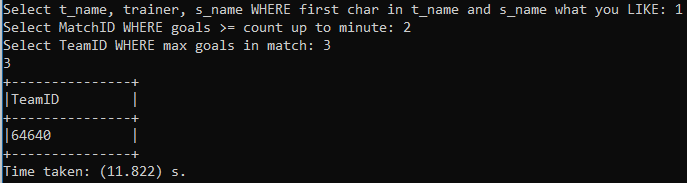 Select t_name, trainer, s_name WHERE first char in t_name and s_name what you LIKE: 1
Select MatchID WHERE goals >= count up to minute: 2
Select TeamID WHERE max goals in match: 3
3
+---------------+
|TeamID         |
+---------------+
|64640          |
+---------------+
Time taken: (11.822) s.